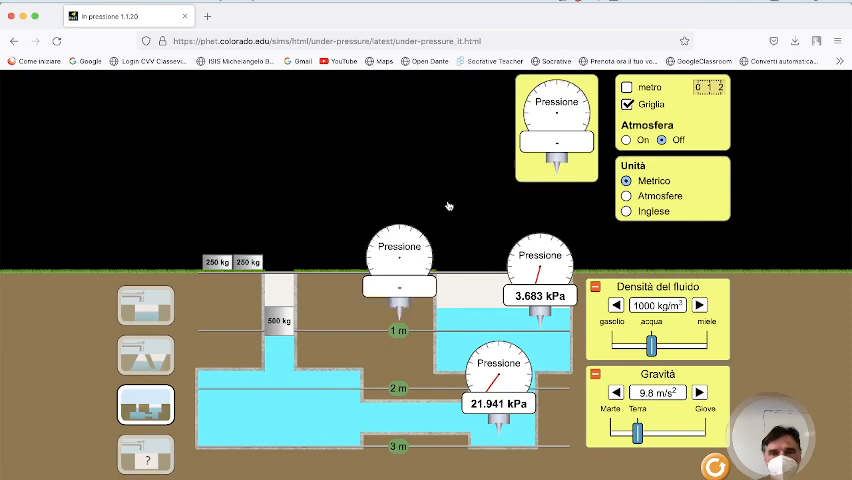 In pressione 1.1.20
https://phet.colorado.edu/sims/html/under-pressure/latest/under-pressure_it.html
Come iniziare
Google
Login CVV Classevi...
ISIS Michelangelo B...
Gmail
YouTube
Maps
Open Dante
Socrative Teacher
Socrative
Prenota ora il tuo vo...
GoogleClassroom
Converti automatica...
Pressione
-
metro
0 1 2
Griglia
Atmosfera
On
Off
Unità
Metrico
Atmosfere
Inglese
250 kg
250 kg
Pressione
-
Pressione
3.683 kPa
500 kg
1 m
Pressione
21.941 kPa
2 m
3 m
?
Densità del fluido
1000 kg/m³
gasolio
acqua
miele
Gravità
9.8 m/s²
Marte
Terra
Giove